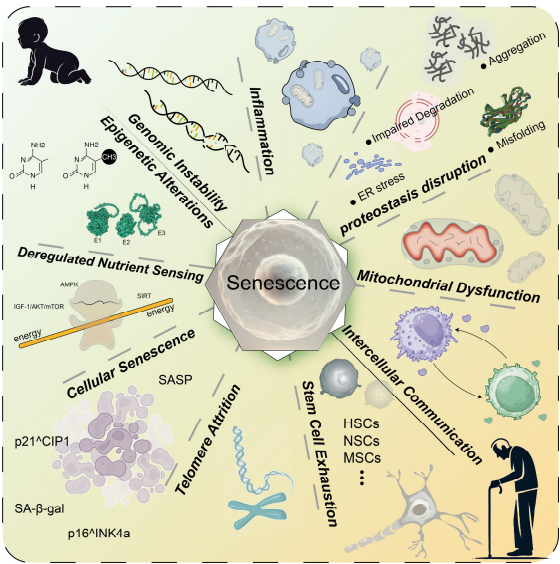 Aggregation
Impaired Degradation
Misfolding
ER stress
proteostasis disruption
Inflammation
Genomic Instability
Epigenetic Alterations
NH2
N
O
N
H
NH2
CH3
N
O
N
H
E1
E2
E3
Deregulated Nutrient Sensing
AMPK
SIRT
IGF-1/AKT/mTOR
energy
energy
Senescence
Mitochondrial Dysfunction
Intercellular Communication
Cellular Senescence
SASP
p21^CIP1
SA-β-gal
p16^INK4a
Telomere Attrition
Stem Cell Exhaustion
HSCs
NSCs
MSCs
...